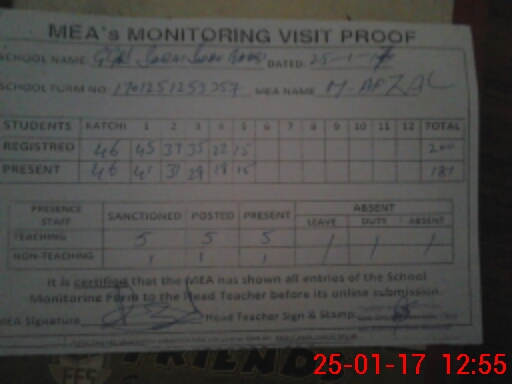 MEA's MONITORING VISIT PROOF
SCHOOL NAME DATED: 25-1-17
SCHOOL FORM NO: MEA NAME M. AFZAL
STUDENTS KATCHI 1 2 3 4 5 6 7 8 9 10 11 12 TOTAL
REGISTRED 46 45 37 35 22 15 200
PRESENT 46 41 29 18 15 187
PRESENCE STAFF SANCTIONED POSTED PRESENT ABSENT
LEAVE DUTY ABSENT
TEACHING 5 5 5
NON-TEACHING 1 1 1
It is certified that the MEA has shown all entries of the School
Monitoring Form to the Head Teacher before its online submission.
MEA Signature Head Teacher Sign & Stamp
FRIENDS
FFS
25-01-17 12:55